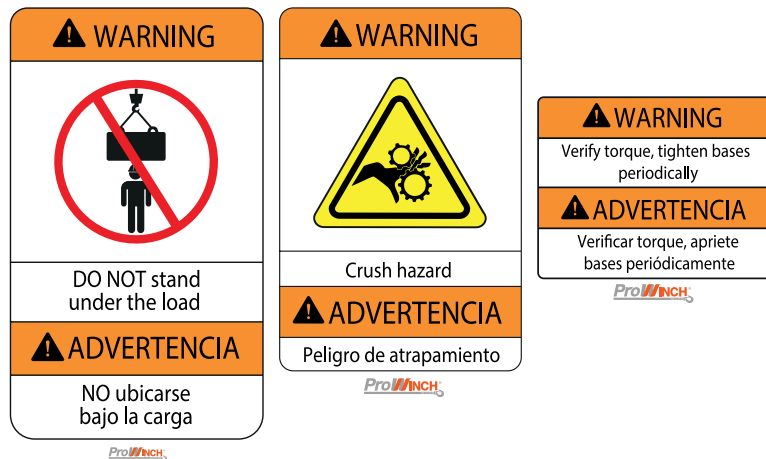 WARNING
DO NOT stand
under the load
ADVERTENCIA
NO ubicarse
bajo la carga
ProWINCH
WARNING
Crush hazard
ADVERTENCIA
Peligro de atrapamiento
ProWINCH
WARNING
Verify torque, tighten bases
periodically
ADVERTENCIA
Verificar torque, apriete
bases periódicamente
ProWINCH